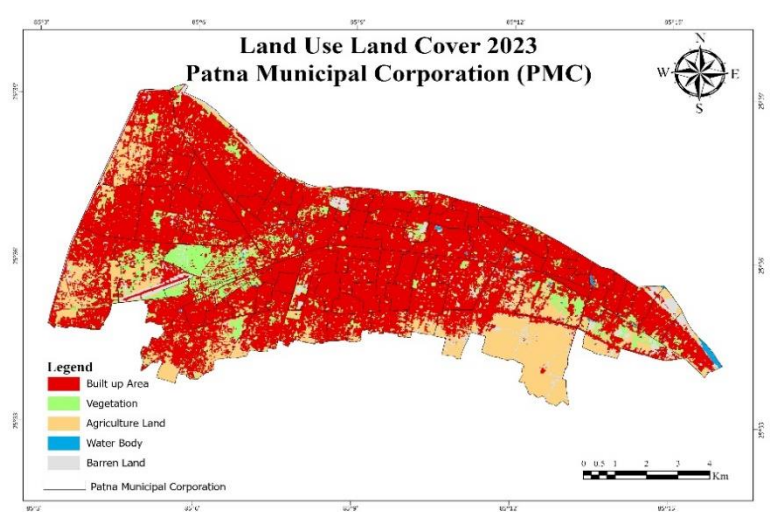 Land Use Land Cover 2023
Patna Municipal Corporation (PMC)
N
W E
S
Legend
Built up Area
Vegetation
Agriculture Land
Water Body
Barren Land
Patna Municipal Corporation
0 0.5 1 2 3 4
Km